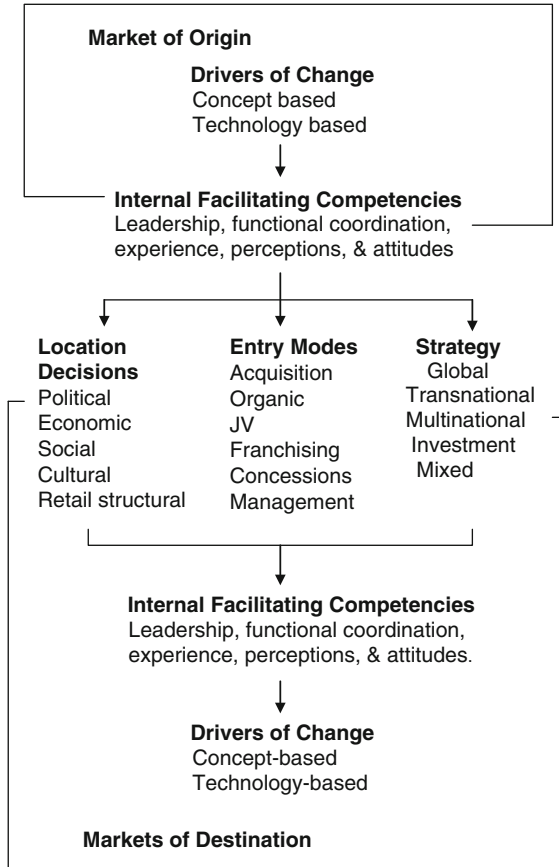 Market of Origin
Drivers of Change
Concept based
Technology based
Internal Facilitating Competencies
Leadership, functional coordination,
experience, perceptions, & attitudes
Location
Decisions
Political
Economic
Social
Cultural
Retail structural
Entry Modes
Acquisition
Organic
JV
Franchising
Concessions
Management
Strategy
Global
Transnational
Multinational
Investment
Mixed
Internal Facilitating Competencies
Leadership, functional coordination,
experience, perceptions, & attitudes.
Drivers of Change
Concept-based
Technology-based
Markets of Destination